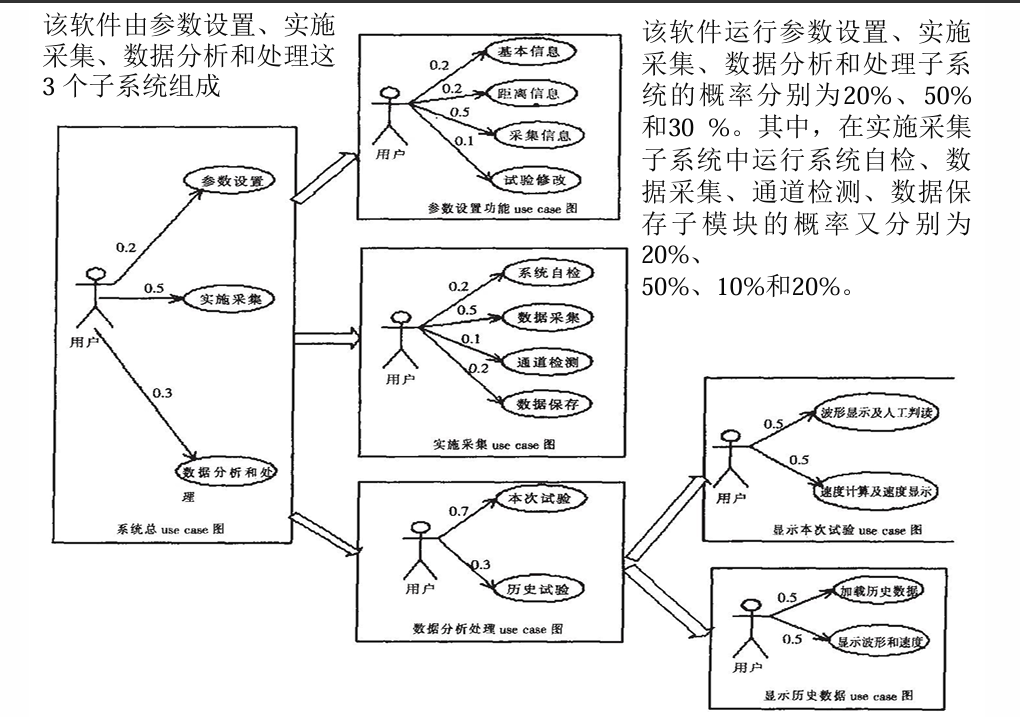 该软件由参数设置、实施
采集、数据分析和处理这
3 个子系统组成
该软件运行参数设置、实施
采集、数据分析和处理子系
统的概率分别为20%、50%
和30 %。其中，在实施采集
子系统中运行系统自检、数
据采集、通道检测、数据保
存子模块的概率又分别为
20%、
50%、10%和20%。
参数设置
0.2
0.5
实施采集
用户
0.3
数据分析和处
理
系统总 use case 图
基本信息
0.2
0.2
距离信息
0.5
采集信息
用户
0.1
试验修改
参数设置功能 use case 图
系统自检
0.2
0.5
数据采集
0.1
通道检测
用户
0.2
数据保存
实施采集 use case 图
本次试验
0.7
0.3
用户
历史试验
数据分析处理 use case 图
波形显示及人工判读
0.5
0.5
用户
速度计算及速度显示
显示本次试验 use case 图
0.5
加载历史数据
0.5
显示波形和速度
用户
显示历史数据 use case 图